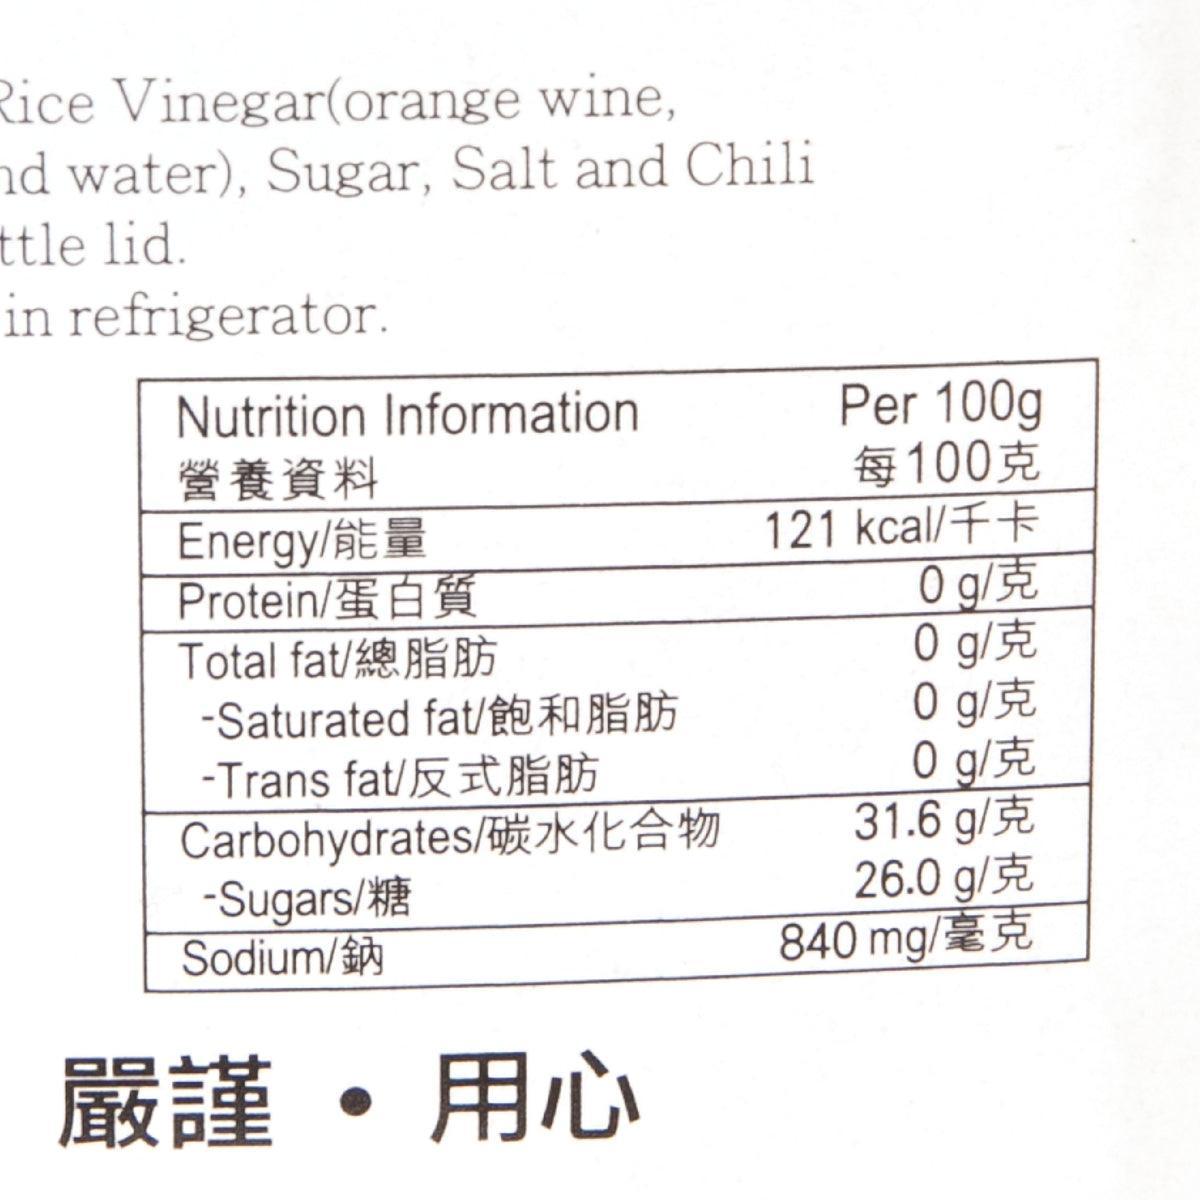 Rice Vinegar(orange wine,
nd water), Sugar, Salt and Chili
ttle lid.
in refrigerator.
Nutrition Information Per 100g
營養資料 每100克
Energy/能量 121 kcal/千卡
Protein/蛋白質 0 g/克
Total fat/總脂肪 0 g/克
-Saturated fat/飽和脂肪 0 g/克
-Trans fat/反式脂肪 0 g/克
Carbohydrates/碳水化合物 31.6 g/克
-Sugars/糖 26.0 g/克
Sodium/鈉 840 mg/毫克
嚴謹・用心